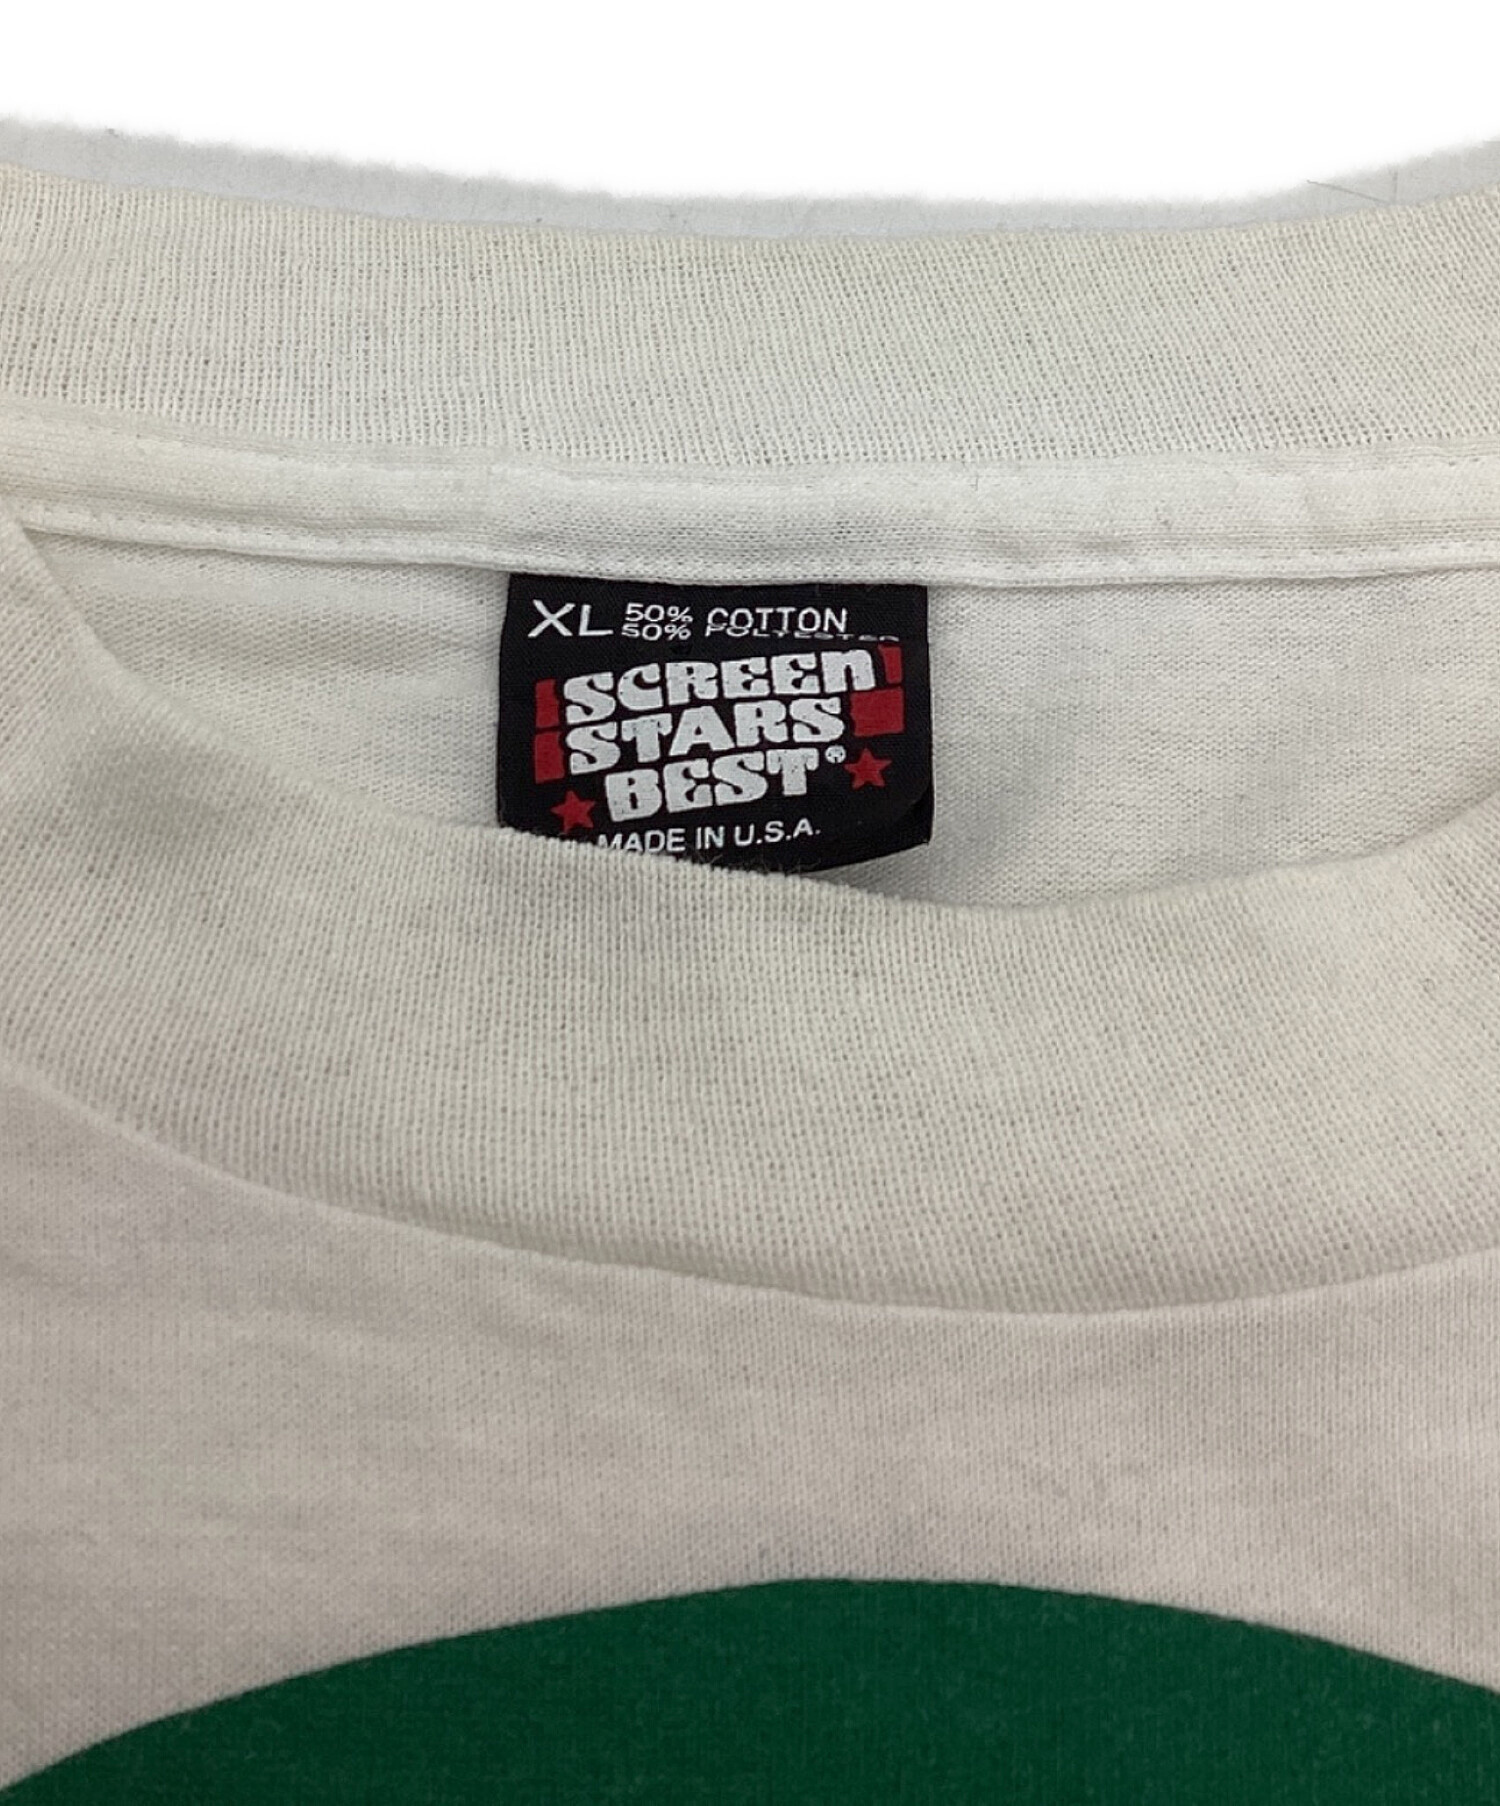 XL 50% COTTON
50% POLYESTER
SCREEN
STARS
BEST®
MADE IN U.S.A.